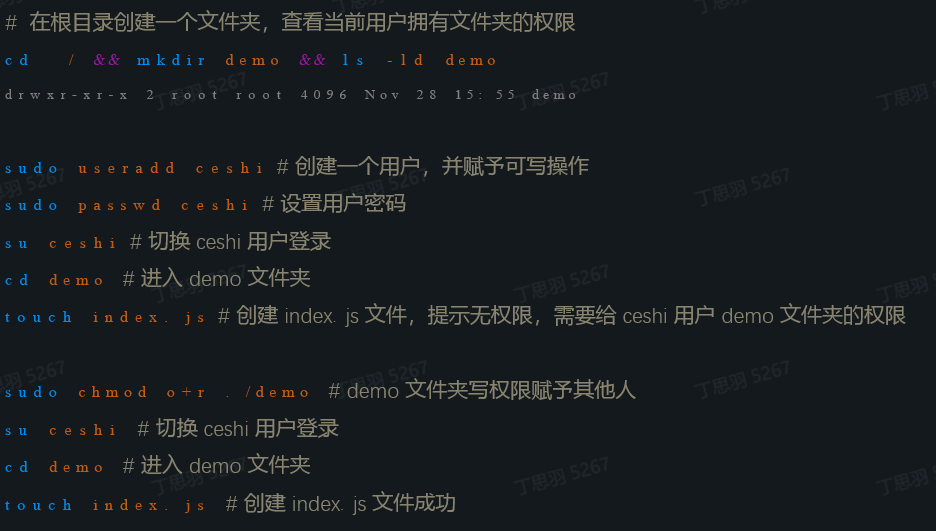 # 在根目录创建一个文件夹，查看当前用户拥有文件夹的权限
cd / && mkdir demo && ls -ld demo
drwxr-xr-x 2 root root 4096 Nov 28 15:55 demo
sudo useradd ceshi # 创建一个用户，并赋予可写操作
sudo passwd ceshi # 设置用户密码
su ceshi # 切换 ceshi 用户登录
cd demo # 进入 demo 文件夹
touch index.js # 创建 index.js 文件，提示无权限，需要给 ceshi 用户 demo 文件夹的权限
sudo chmod o+r ./demo # demo 文件夹写权限赋予其他人
su ceshi # 切换 ceshi 用户登录
cd demo # 进入 demo 文件夹
touch index.js # 创建 index.js 文件成功
丁思羽 5267